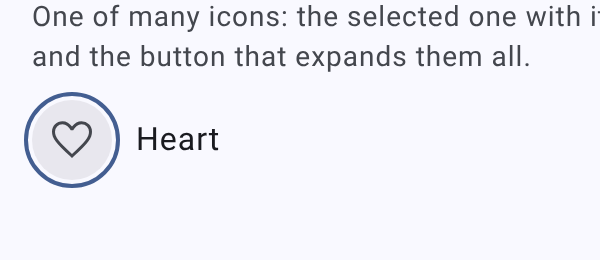 One of many icons: the selected one with
and the button that expands them all.
Heart